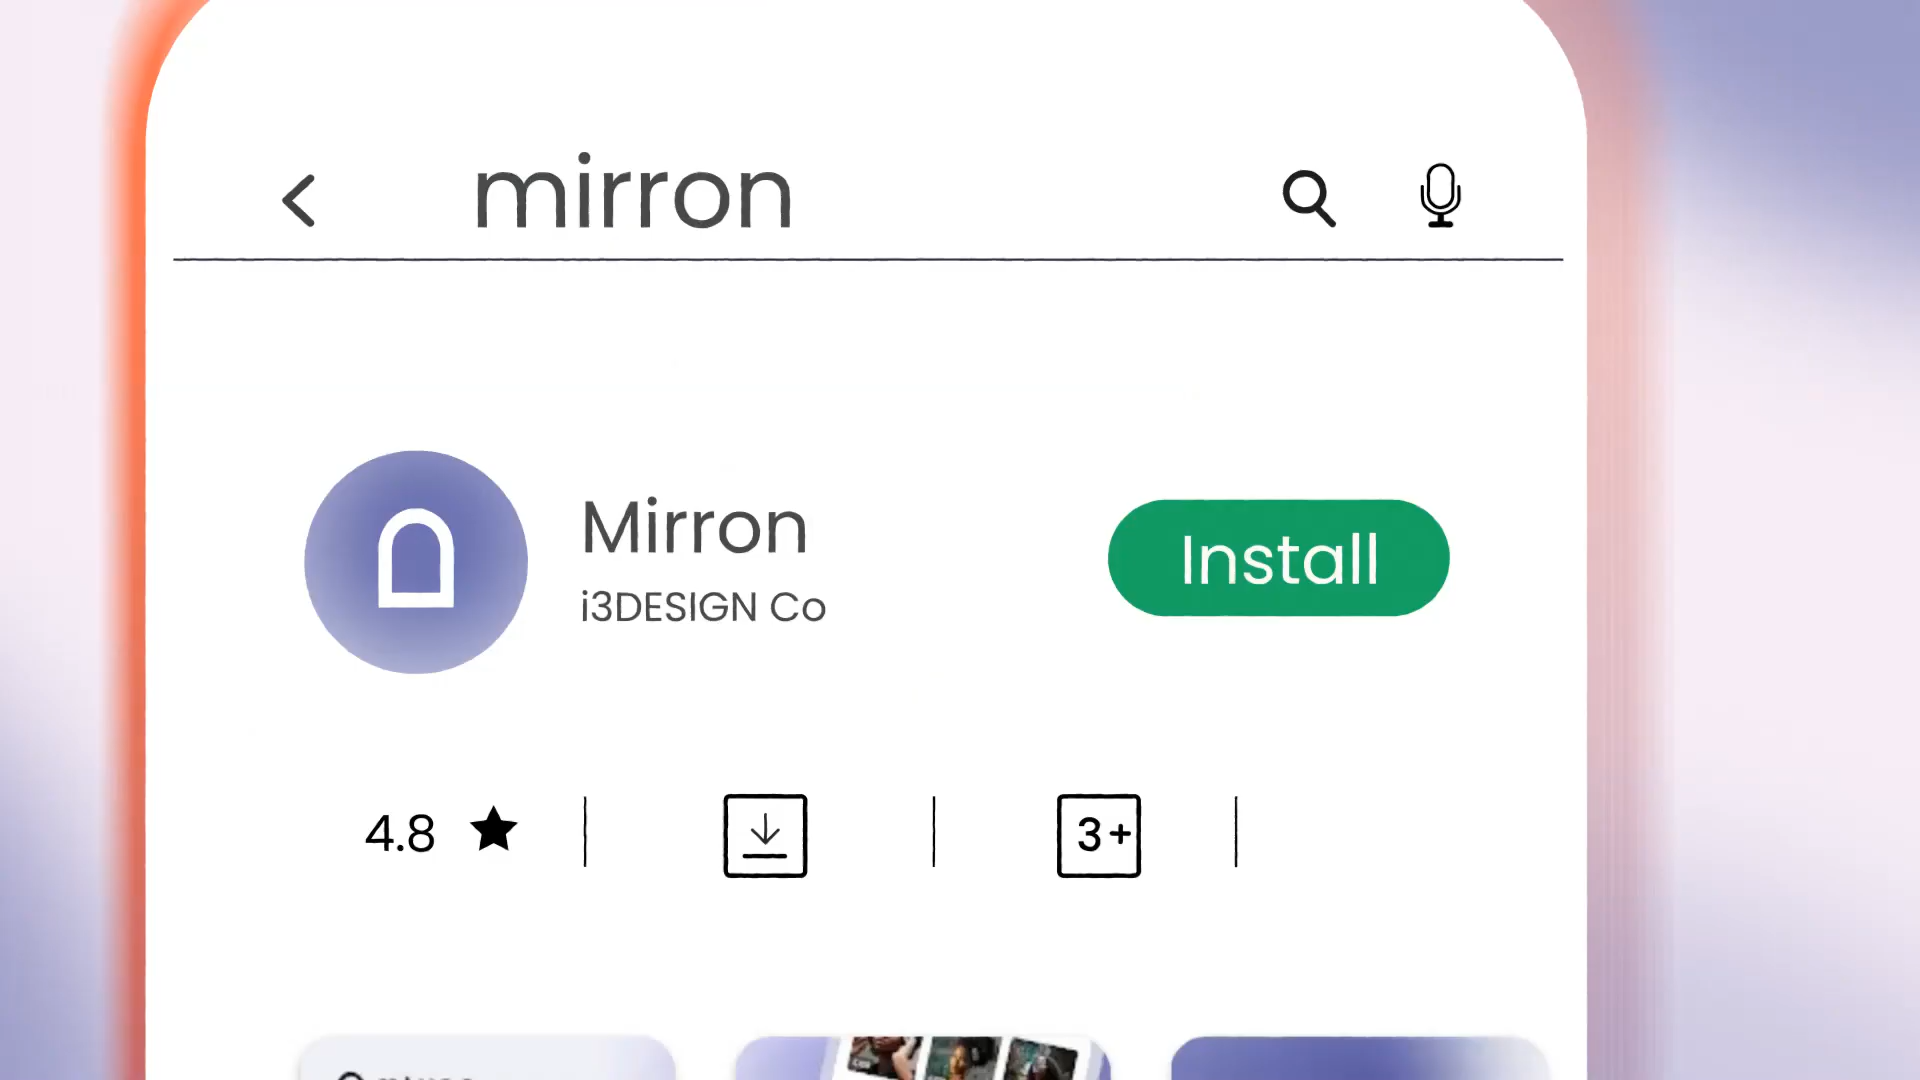 mirron
Mirron
Install
i3DESIGN Co
4.8
3+